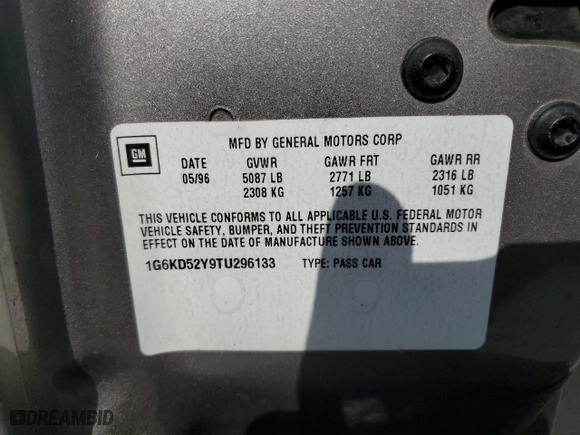 GM
MFD BY GENERAL MOTORS CORP
DATE GVWR GAWR FRT GAWR RR
05/96 5087 LB 2771 LB 2316 LB
2308 KG 1257 KG 1051 KG
THIS VEHICLE CONFORMS TO ALL APPLICABLE U.S. FEDERAL MOTOR
VEHICLE SAFETY, BUMPER, AND THEFT PREVENTION STANDARDS IN
EFFECT ON THE DATE OF MANUFACTURE SHOWN ABOVE.
1G6KD52Y9TU296133 TYPE: PASS CAR
DREAMBID